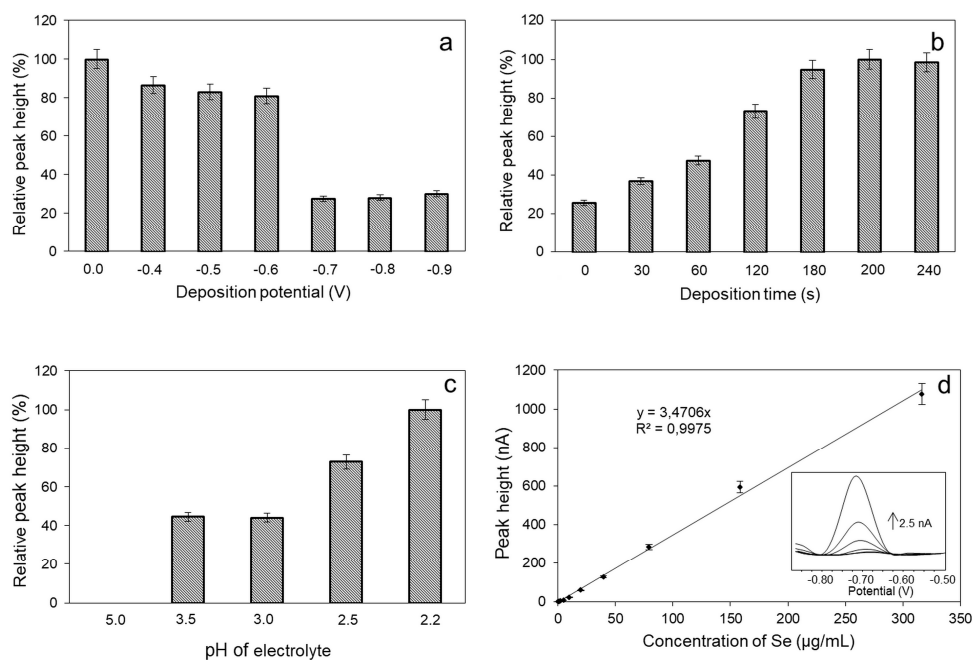 a
Relative peak height (%)
120
100
80
60
40
20
0
0.0 -0.4 -0.5 -0.6 -0.7 -0.8 -0.9
Deposition potential (V)
b
Relative peak height (%)
120
100
80
60
40
20
0
0 30 60 120 180 200 240
Deposition time (s)
c
Relative peak height (%)
120
100
80
60
40
20
0
5.0 3.5 3.0 2.5 2.2
pH of electrolyte
d
Peak height (nA)
1200
1000
800
600
400
200
0
y = 3,4706x
R² = 0,9975
2.5 nA
-0.80 -0.70 -0.60 -0.50
Potential (V)
0 50 100 150 200 250 300 350
Concentration of Se (µg/mL)